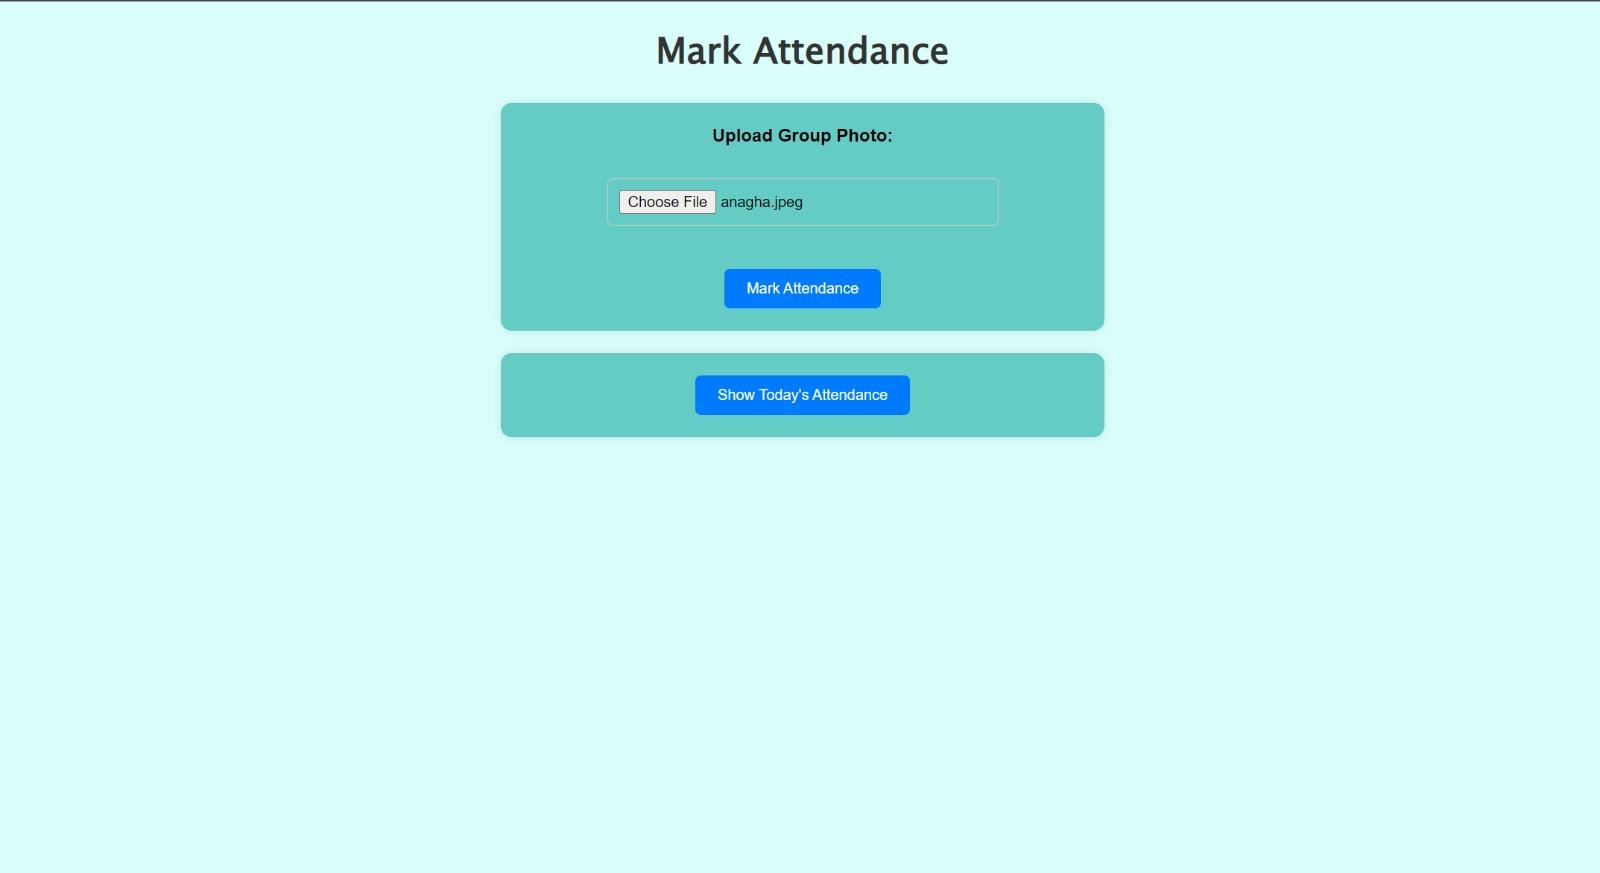 Mark Attendance
Upload Group Photo:
Choose File anagha.jpeg
Mark Attendance
Show Today's Attendance